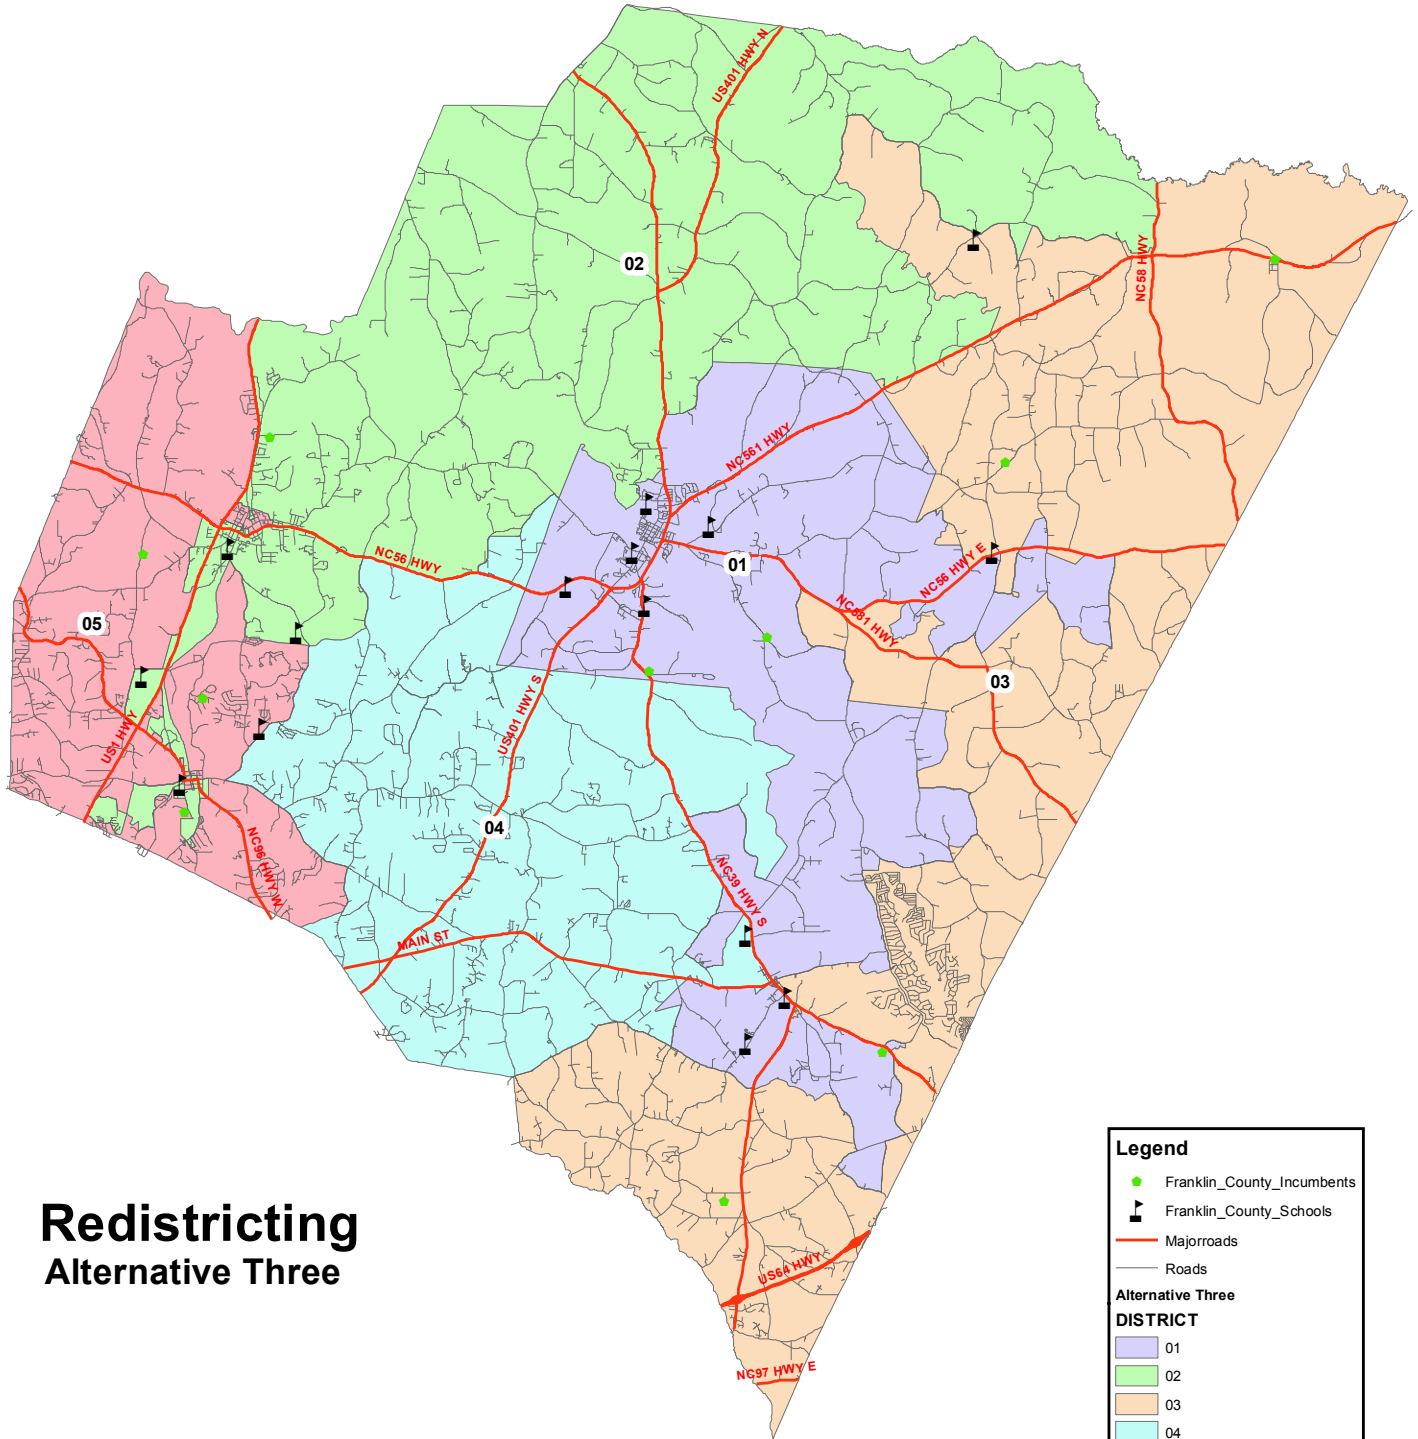 US401 HWY N
02
NC58 HWY
NC561 HWY
NC56 HWY
01
NC56 HWY E
NC581 HWY
05
03
US401 HWY S
US1 HWY
04
NC39 HWY S
NC96 HWY W
MAIN ST
US64 HWY
NC97 HWY E
Redistricting
Alternative Three
Legend
Franklin_County_Incumbents
Franklin_County_Schools
Majorroads
Roads
Alternative Three
DISTRICT
01
02
03
04